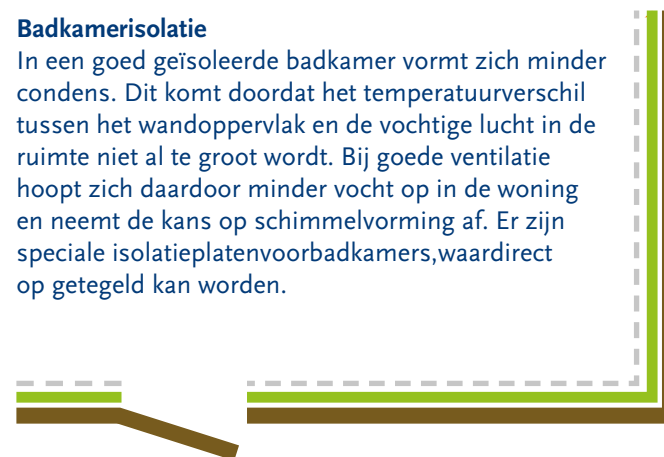 Badkamerisolatie
In een goed geïsoleerde badkamer vormt zich minder
condens. Dit komt doordat het temperatuurverschil
tussen het wandoppervlak en de vochtige lucht in de
ruimte niet al te groot wordt. Bij goede ventilatie
hoopt zich daardoor minder vocht op in de woning
en neemt de kans op schimmelvorming af. Er zijn
speciale isolatieplatenvoorbadkamers,waardirect
op getegeld kan worden.